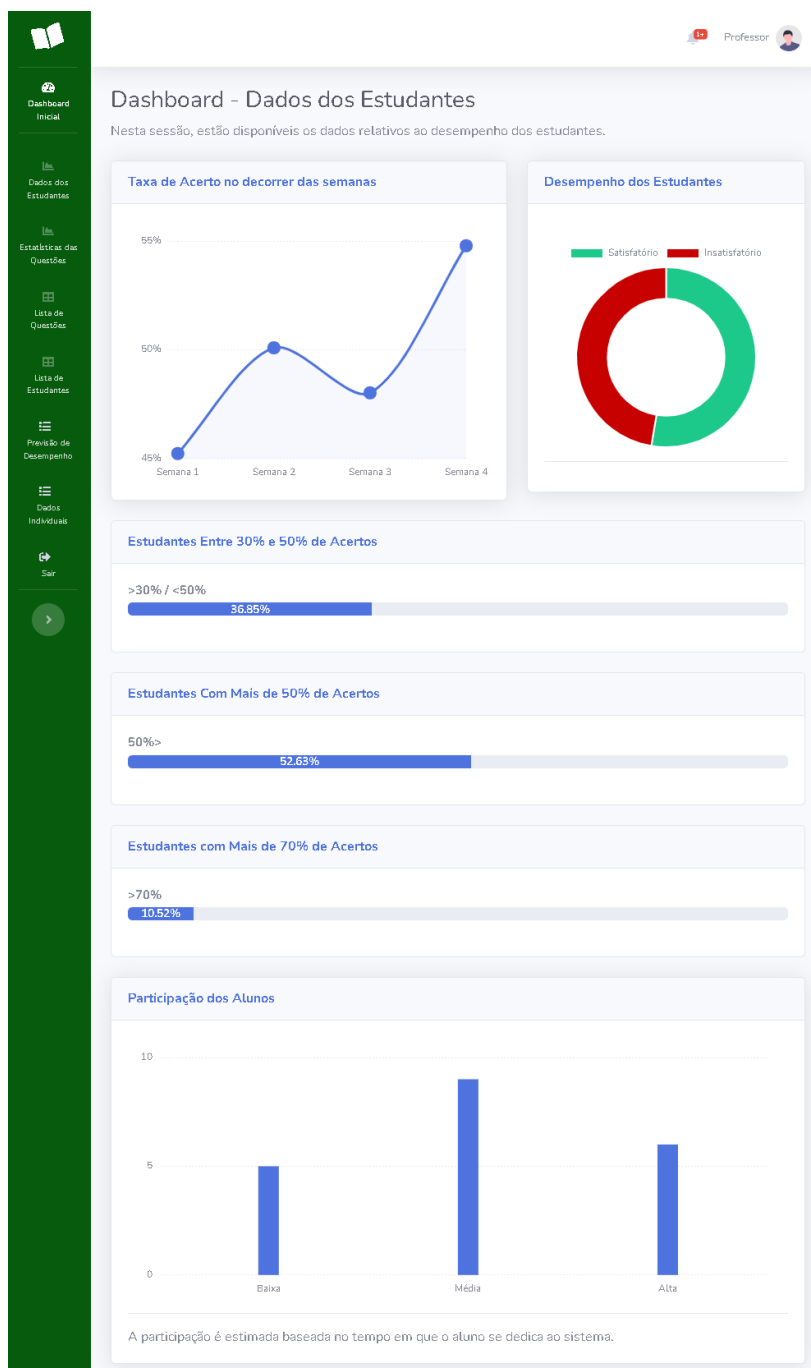 1+
Professor
Dashboard
Inicial
Dados dos
Estudantes
Estatísticas das
Questões
Lista de
Questões
Lista de
Estudantes
Previsão de
Desempenho
Dados
Individuais
Sair
Dashboard - Dados dos Estudantes
Nesta sessão, estão disponíveis os dados relativos ao desempenho dos estudantes.
Taxa de Acerto no decorrer das semanas
55%
50%
45%
Semana 1
Semana 2
Semana 3
Semana 4
Desempenho dos Estudantes
Satisfatório
Insatisfatório
Estudantes Entre 30% e 50% de Acertos
>30% / <50%
36.85%
Estudantes Com Mais de 50% de Acertos
50%>
52.63%
Estudantes com Mais de 70% de Acertos
>70%
10.52%
Participação dos Alunos
10
5
0
Baixa
Média
Alta
A participação é estimada baseada no tempo em que o aluno se dedica ao sistema.